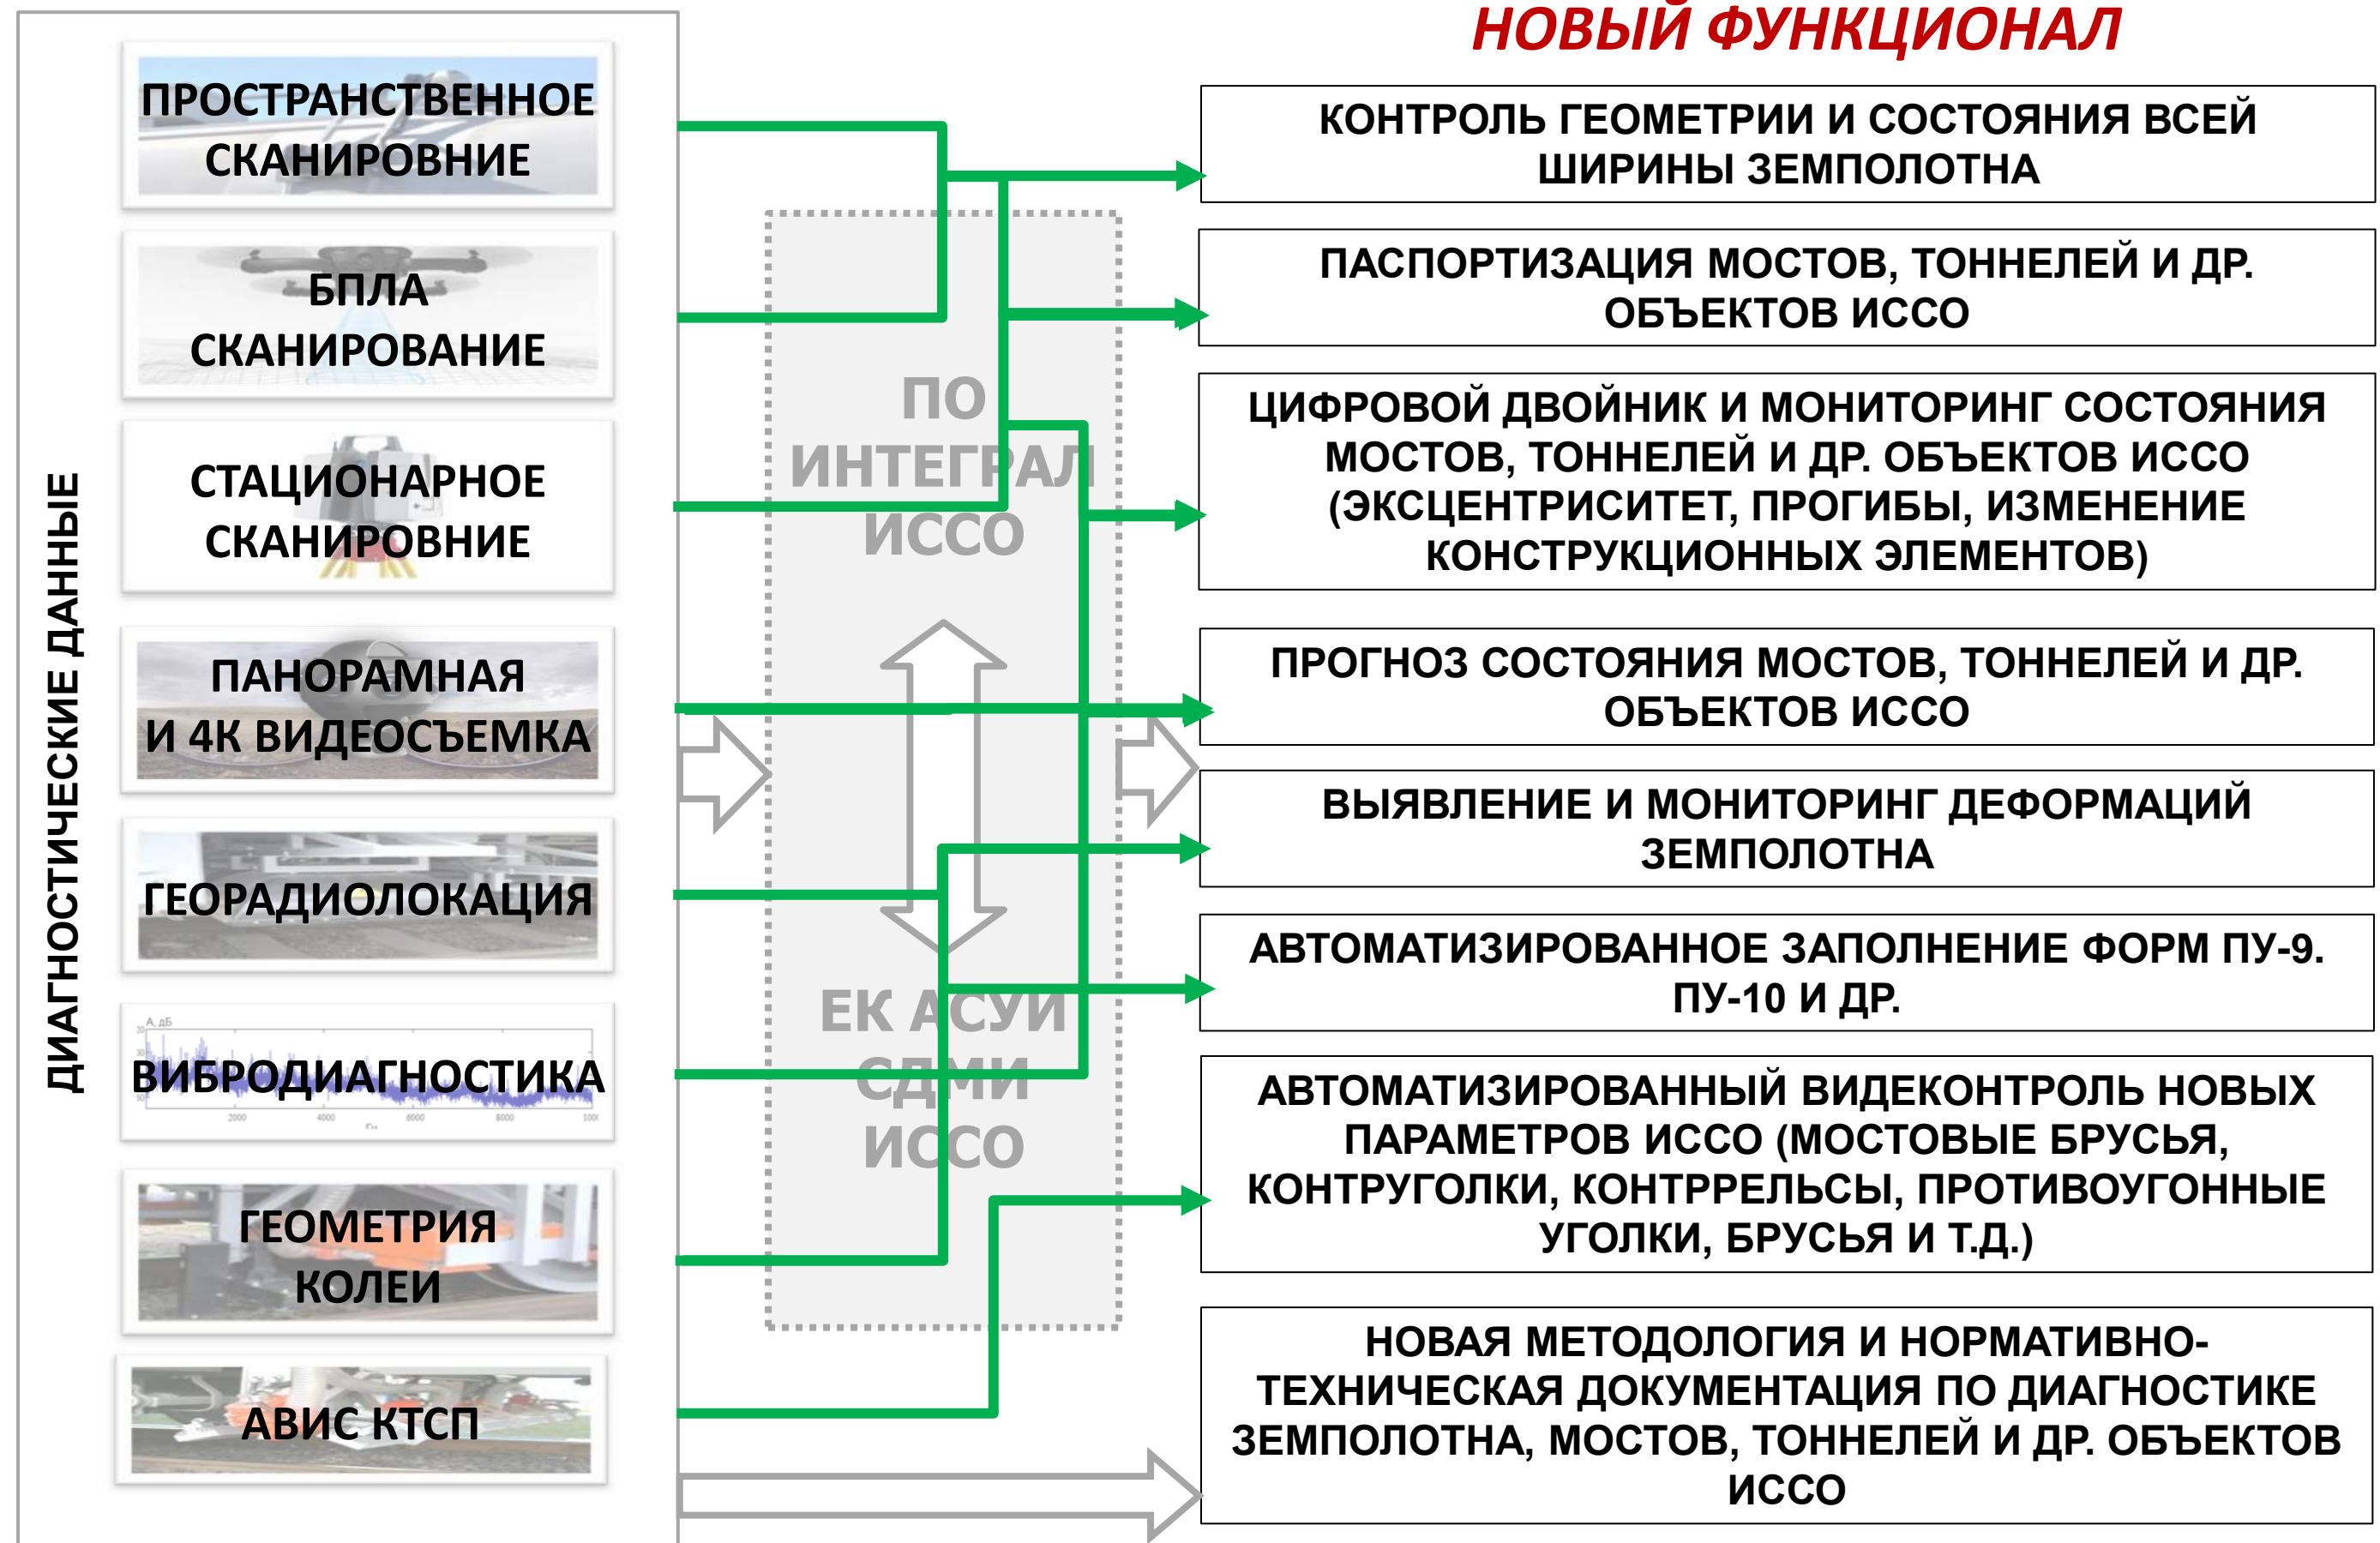 НОВЫЙ ФУНКЦИОНАЛ
ДИАГНОСТИЧЕСКИЕ ДАННЫЕ
ПРОСТРАНСТВЕННОЕ
СКАНИРОВНИЕ
БПЛА
СКАНИРОВАНИЕ
СТАЦИОНАРНОЕ
СКАНИРОВНИЕ
ПАНОРАМНАЯ
И 4К ВИДЕОСЪЕМКА
ГЕОРАДИОЛОКАЦИЯ
А, дБ
ВИБРОДИАГНОСТИКА
2000 4000 6000 8000
ГЕОМЕТРИЯ
КОЛЕИ
АВИС КТСП
ПО
ИНТЕГРАЛ
ИССО
ЕК АСУИ
СДМИ
ИССО
КОНТРОЛЬ ГЕОМЕТРИИ И СОСТОЯНИЯ ВСЕЙ
ШИРИНЫ ЗЕМПОЛОТНА
ПАСПОРТИЗАЦИЯ МОСТОВ, ТОННЕЛЕЙ И ДР.
ОБЪЕКТОВ ИССО
ЦИФРОВОЙ ДВОЙНИК И МОНИТОРИНГ СОСТОЯНИЯ
МОСТОВ, ТОННЕЛЕЙ И ДР. ОБЪЕКТОВ ИССО
(ЭКСЦЕНТРИСИТЕТ, ПРОГИБЫ, ИЗМЕНЕНИЕ
КОНСТРУКЦИОННЫХ ЭЛЕМЕНТОВ)
ПРОГНОЗ СОСТОЯНИЯ МОСТОВ, ТОННЕЛЕЙ И ДР.
ОБЪЕКТОВ ИССО
ВЫЯВЛЕНИЕ И МОНИТОРИНГ ДЕФОРМАЦИЙ
ЗЕМПОЛОТНА
АВТОМАТИЗИРОВАННОЕ ЗАПОЛНЕНИЕ ФОРМ ПУ-9.
ПУ-10 И ДР.
АВТОМАТИЗИРОВАННЫЙ ВИДЕКОНТРОЛЬ НОВЫХ
ПАРАМЕТРОВ ИССО (МОСТОВЫЕ БРУСЬЯ,
КОНТРУГОЛКИ, КОНТРРЕЛЬСЫ, ПРОТИВОУГОННЫЕ
УГОЛКИ, БРУСЬЯ И Т.Д.)
НОВАЯ МЕТОДОЛОГИЯ И НОРМАТИВНО-
ТЕХНИЧЕСКАЯ ДОКУМЕНТАЦИЯ ПО ДИАГНОСТИКЕ
ЗЕМПОЛОТНА, МОСТОВ, ТОННЕЛЕЙ И ДР. ОБЪЕКТОВ
ИССО